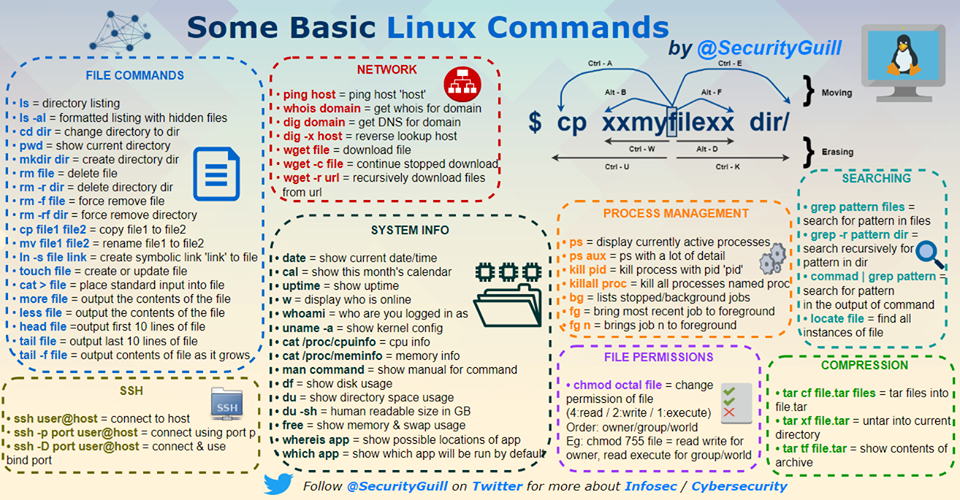 Some Basic Linux Commands
by @SecurityGuill
FILE COMMANDS
• ls = directory listing
• ls -al = formatted listing with hidden files
• cd dir = change directory to dir
• pwd = show current directory
• mkdir dir = create directory dir
• rm file = delete file
• rm -r dir = delete directory dir
• rm -f file = force remove file
• rm -rf dir = force remove directory
• cp file1 file2 = copy file1 to file2
• mv file1 file2 = rename file1 to file2
• ln -s file link = create symbolic link 'link' to file
• touch file = create or update file
• cat > file = place standard input into file
• more file = output the contents of the file
• less file = output the contents of the file
• head file =output first 10 lines of file
• tail file = output last 10 lines of file
• tail -f file = output contents of file as it grows
SSH
• ssh user@host = connect to host
• ssh -p port user@host = connect using port p
• ssh -D port user@host = connect & use
bind port
SSH
NETWORK
• ping host = ping host 'host'
• whois domain = get whois for domain
• dig domain = get DNS for domain
• dig -x host = reverse lookup host
• wget file = download file
• wget -c file = continue stopped download
• wget -r url = recursively download files
from url
SYSTEM INFO
• date = show current date/time
• cal = show this month's calendar
• uptime = show uptime
• w = display who is online
• whoami = who are you logged in as
• uname -a = show kernel config
• cat /proc/cpuinfo = cpu info
• cat /proc/meminfo = memory info
• man command = show manual for command
• df = show disk usage
• du = show directory space usage
• du -sh = human readable size in GB
• free = show memory & swap usage
• whereis app = show possible locations of app
• which app = show which app will be run by default
Ctrl - A
Ctrl - E
Alt - B
Alt - F
Moving
$ cp xxmyfilexx dir/
Ctrl - W
Alt - D
Ctrl - U
Ctrl - K
Erasing
PROCESS MANAGEMENT
• ps = display currently active processes
• ps aux = ps with a lot of detail
• kill pid = kill process with pid 'pid'
• killall proc = kill all processes named proc
• bg = lists stopped/background jobs
• fg = bring most recent job to foreground
• fg n = brings job n to foreground
FILE PERMISSIONS
• chmod octal file = change
permission of file
(4:read / 2:write / 1:execute)
Order: owner/group/world
Eg: chmod 755 file = read write for
owner, read execute for group/world
SEARCHING
• grep pattern files =
search for pattern in files
• grep -r pattern dir =
search recursively for
pattern in dir
• commad | grep pattern =
search for pattern
in the output of command
• locate file = find all
instances of file
COMPRESSION
• tar cf file.tar files = tar files into
file.tar
• tar xf file.tar = untar into current
directory
• tar tf file.tar = show contents of
archive
Follow @SecurityGuill on Twitter for more about Infosec / Cybersecurity